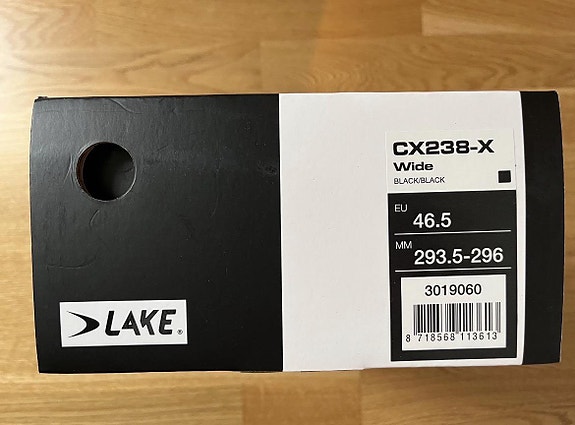 CX238-X
Wide
BLACK/BLACK
EU
46.5
MM
293.5-296
3019060
8 718568 113613
LAKE®